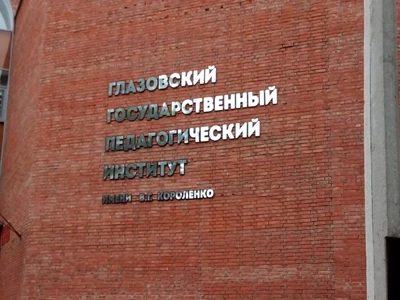 ГЛАЗОВСКИЙ
ГОСУДАРСТВЕННЫЙ
ПЕДАГОГИЧЕСКИЙ
ИНСТИТУТ
ИМЕНИ В.Г. КОРОЛЕНКО